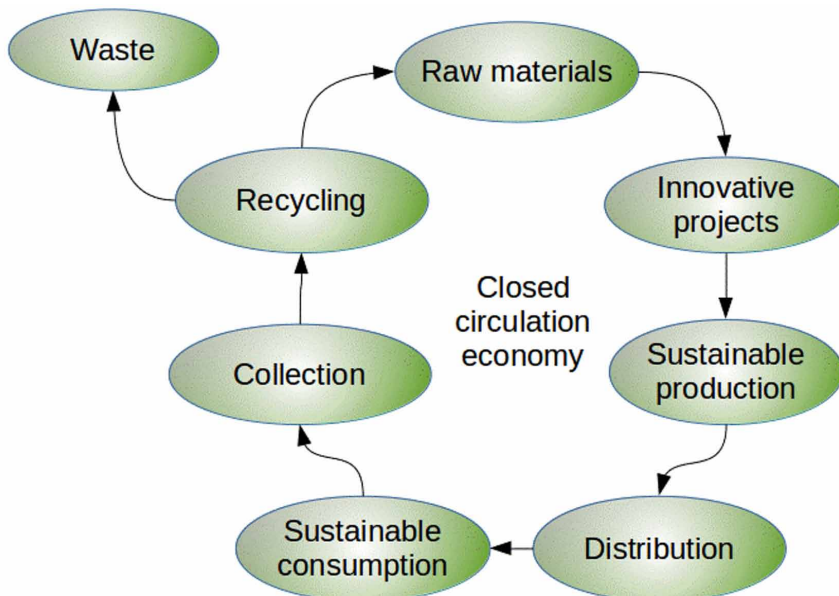 Waste
Raw materials
Recycling
Innovative
projects
Closed
circulation
economy
Collection
Sustainable
production
Sustainable
consumption
Distribution